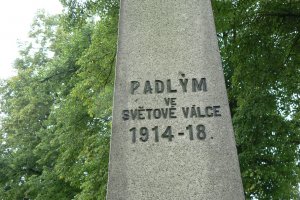 PADLÝM
VE
SVĚTOVÉ VÁLCE
1914-18.